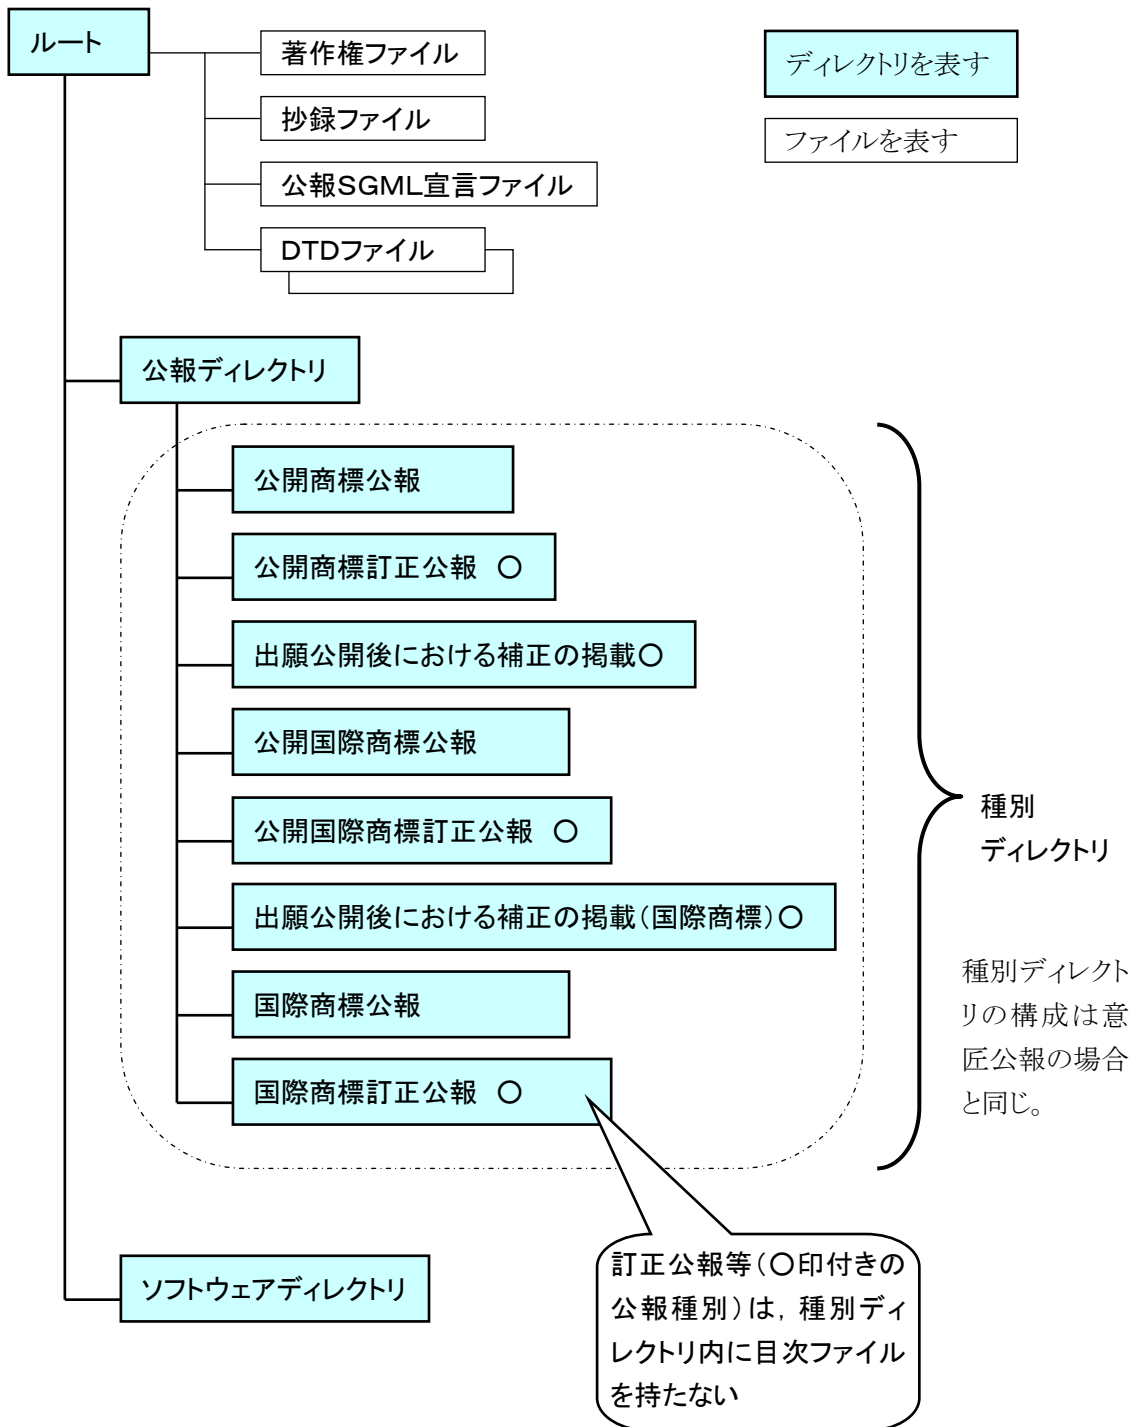 ルート
著作権ファイル
抄録ファイル
公報SGML宣言ファイル
DTDファイル
ディレクトリを表す
ファイルを表す
公報ディレクトリ
公開商標公報
公開商標訂正公報　○
出願公開後における補正の掲載○
公開国際商標公報
公開国際商標訂正公報　○
出願公開後における補正の掲載(国際商標)○
国際商標公報
国際商標訂正公報　○
種別
ディレクトリ
種別ディレクト
リの構成は意
匠公報の場合
と同じ。
ソフトウェアディレクトリ
訂正公報等(○印付きの
公報種別)は，種別ディ
レクトリ内に目次ファイル
を持たない